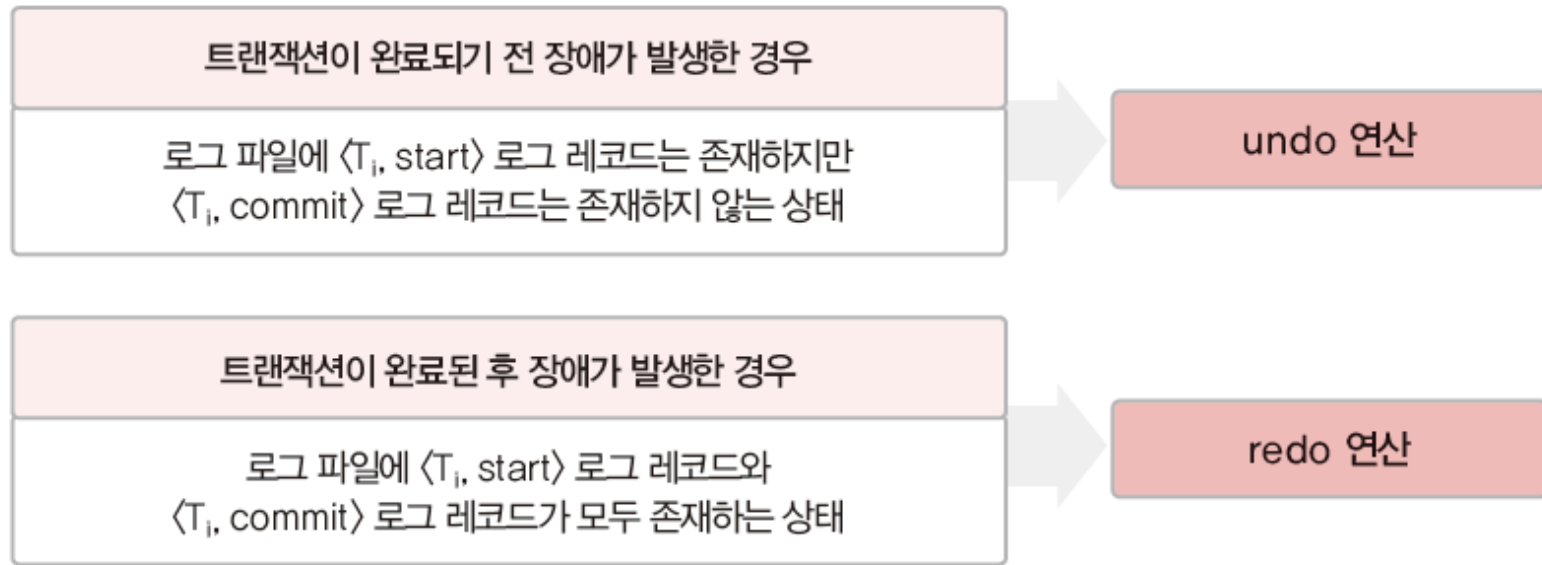 트랜잭션이 완료되기 전 장애가 발생한 경우
로그 파일에 〈Tᵢ, start〉 로그 레코드는 존재하지만
〈Tᵢ, commit〉 로그 레코드는 존재하지 않는 상태
undo 연산
트랜잭션이 완료된 후 장애가 발생한 경우
로그 파일에 〈Tᵢ, start〉 로그 레코드와
〈Tᵢ, commit〉 로그 레코드가 모두 존재하는 상태
redo 연산